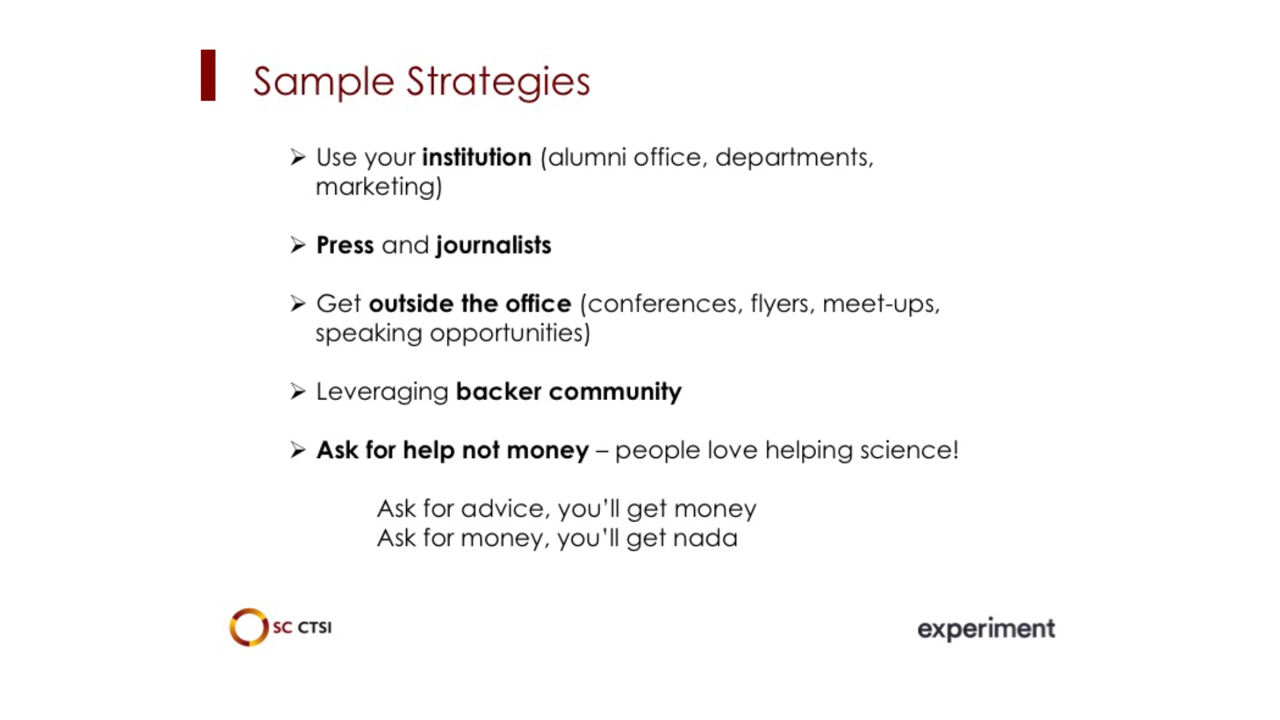 Sample Strategies
➢ Use your institution (alumni office, departments,
marketing)
➢ Press and journalists
➢ Get outside the office (conferences, flyers, meet-ups,
speaking opportunities)
➢ Leveraging backer community
➢ Ask for help not money – people love helping science!
Ask for advice, you’ll get money
Ask for money, you’ll get nada
SC CTSI
experiment